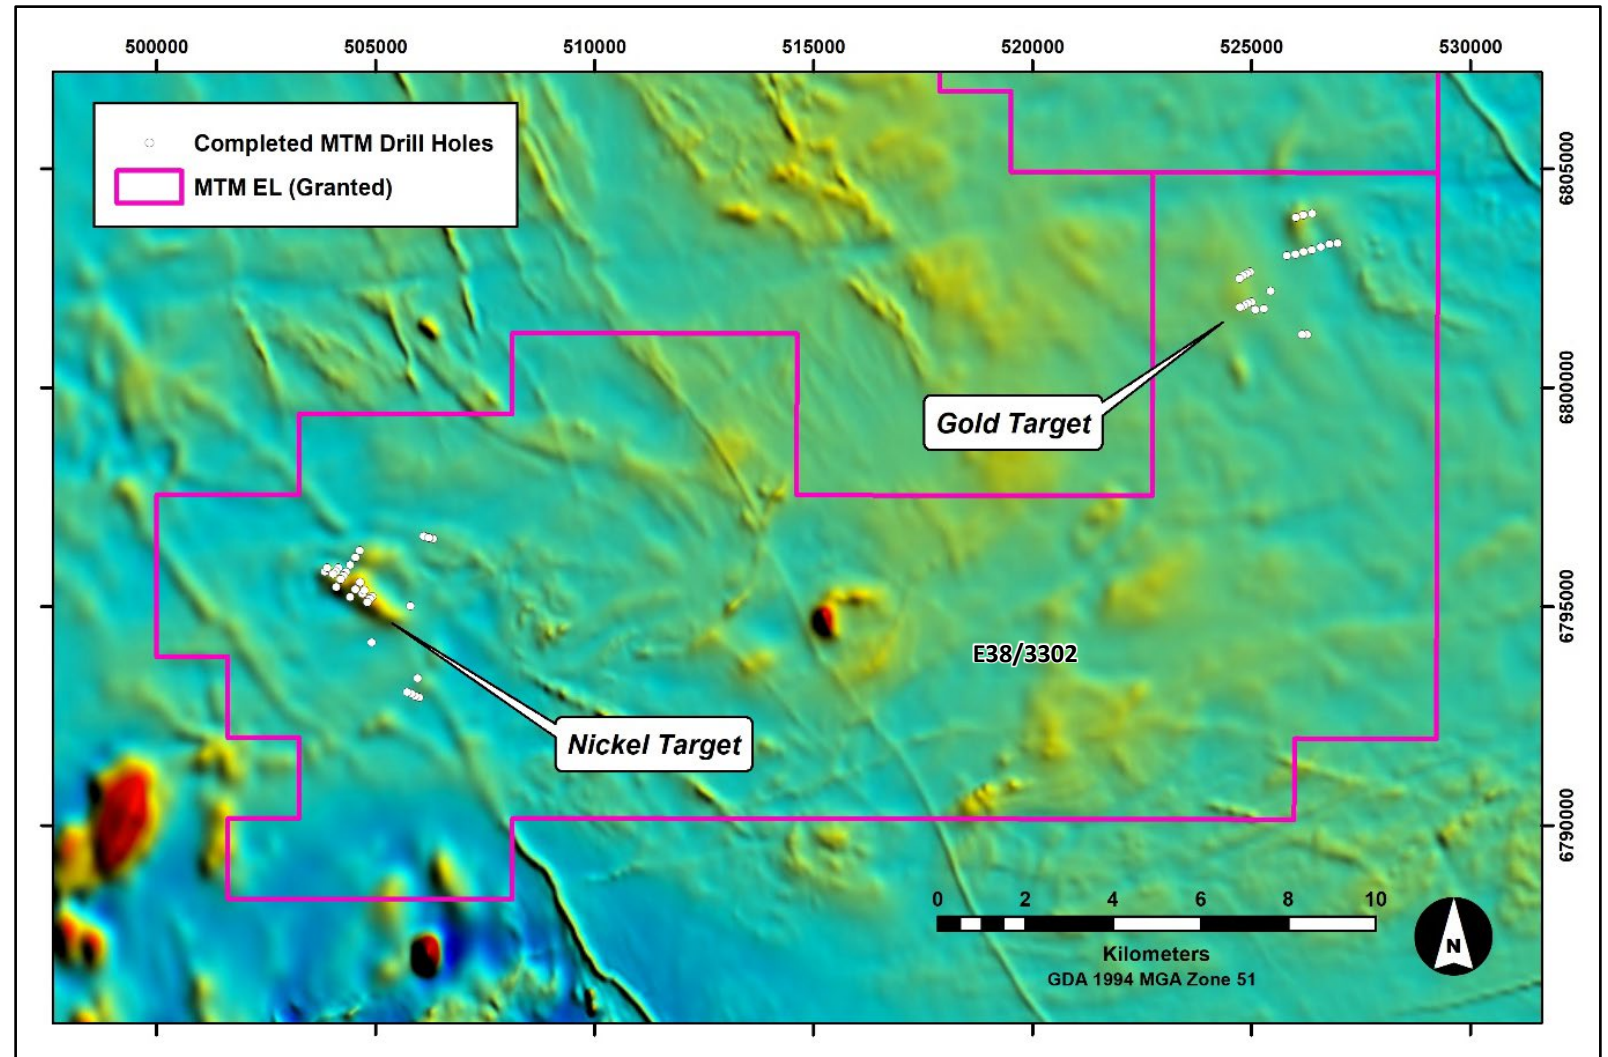 500000 505000 510000 515000 520000 525000 530000
Completed MTM Drill Holes
MTM EL (Granted)
6805000
6800000
Gold Target
6795000
E38/3302
Nickel Target
6790000
0 2 4 6 8 10
Kilometers
GDA 1994 MGA Zone 51
N